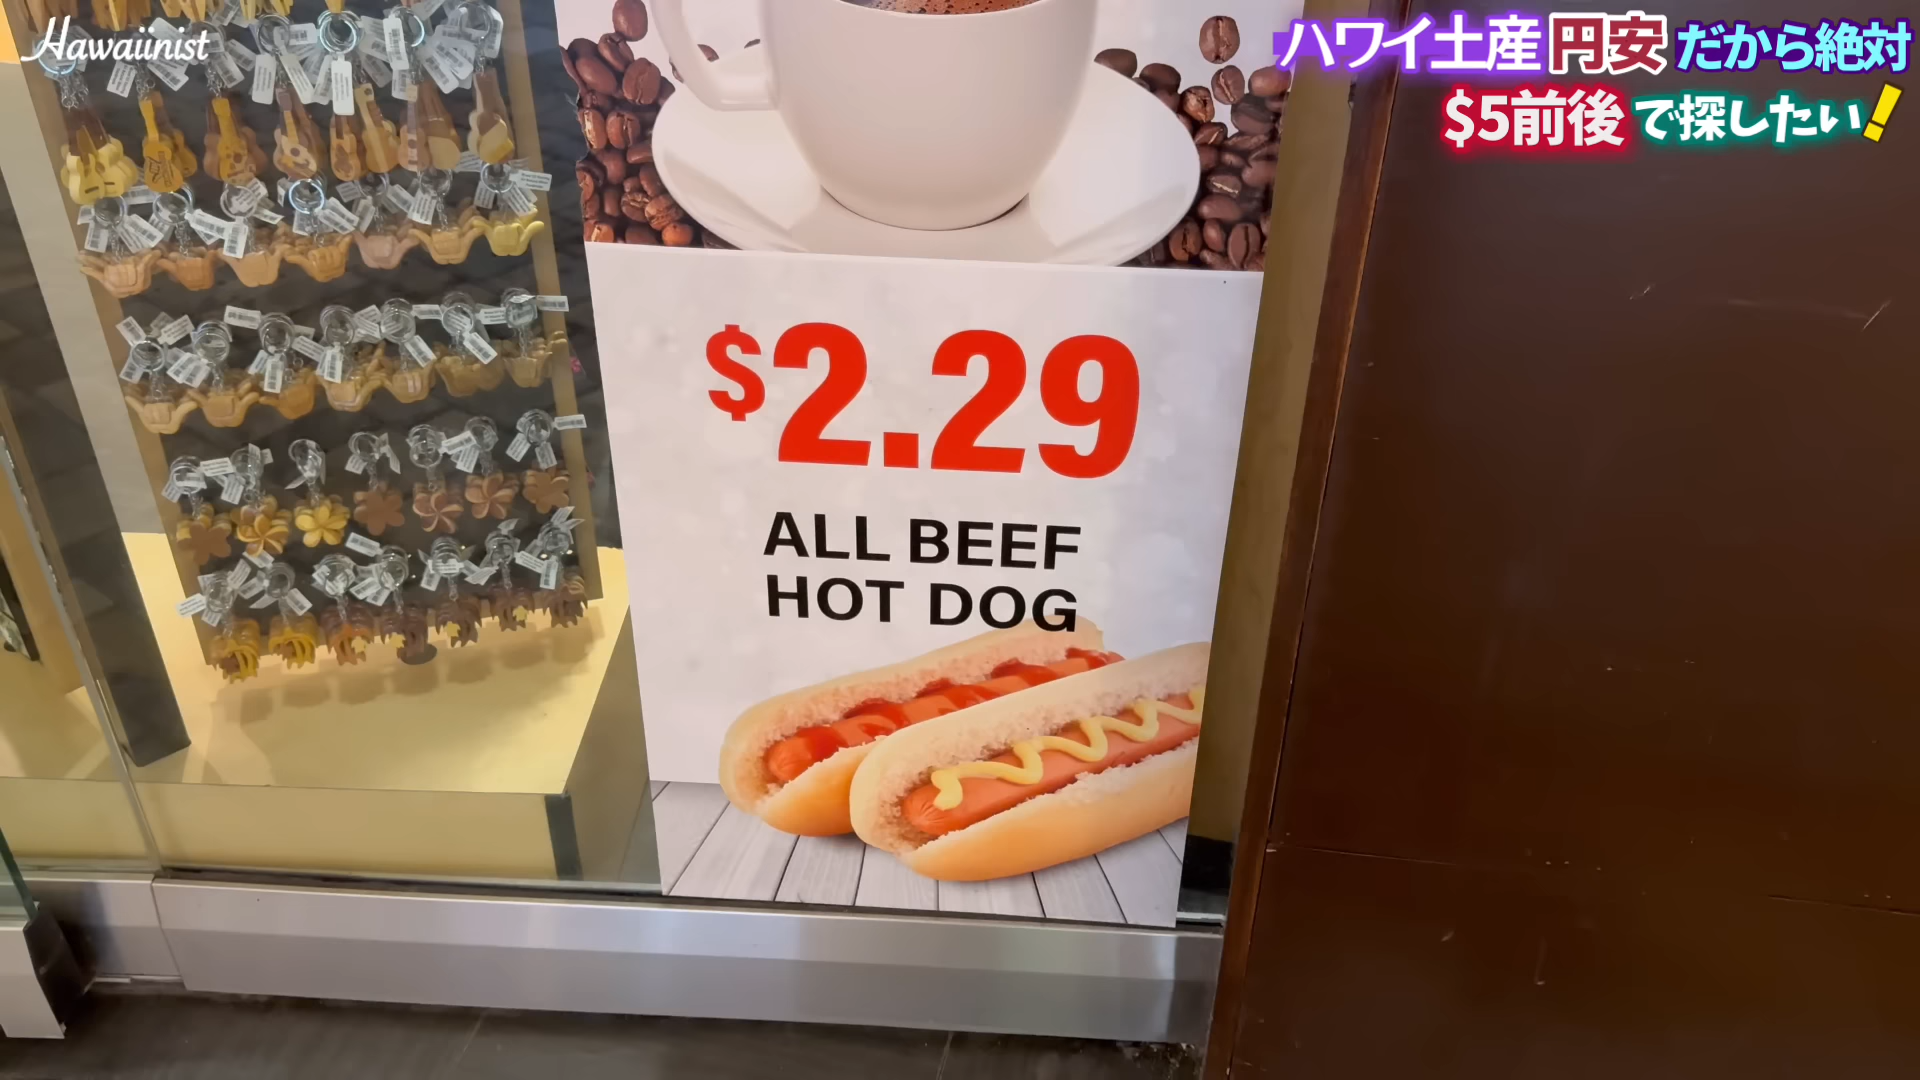 Hawaiinist
ハワイ土産 円安 だから絶対
$5前後 で探したい!
$2.29
ALL BEEF
HOT DOG